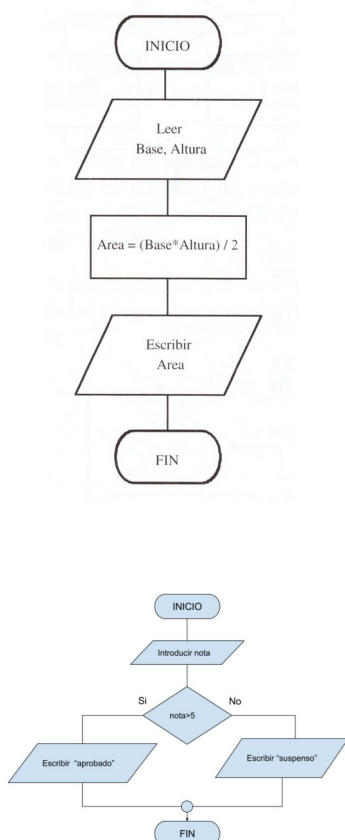 INICIO
Leer
Base, Altura
Area = (Base*Altura) / 2
Escribir
Area
FIN
INICIO
Introducir nota
Si
No
nota>5
Escribir "aprobado"
Escribir "suspenso"
FIN